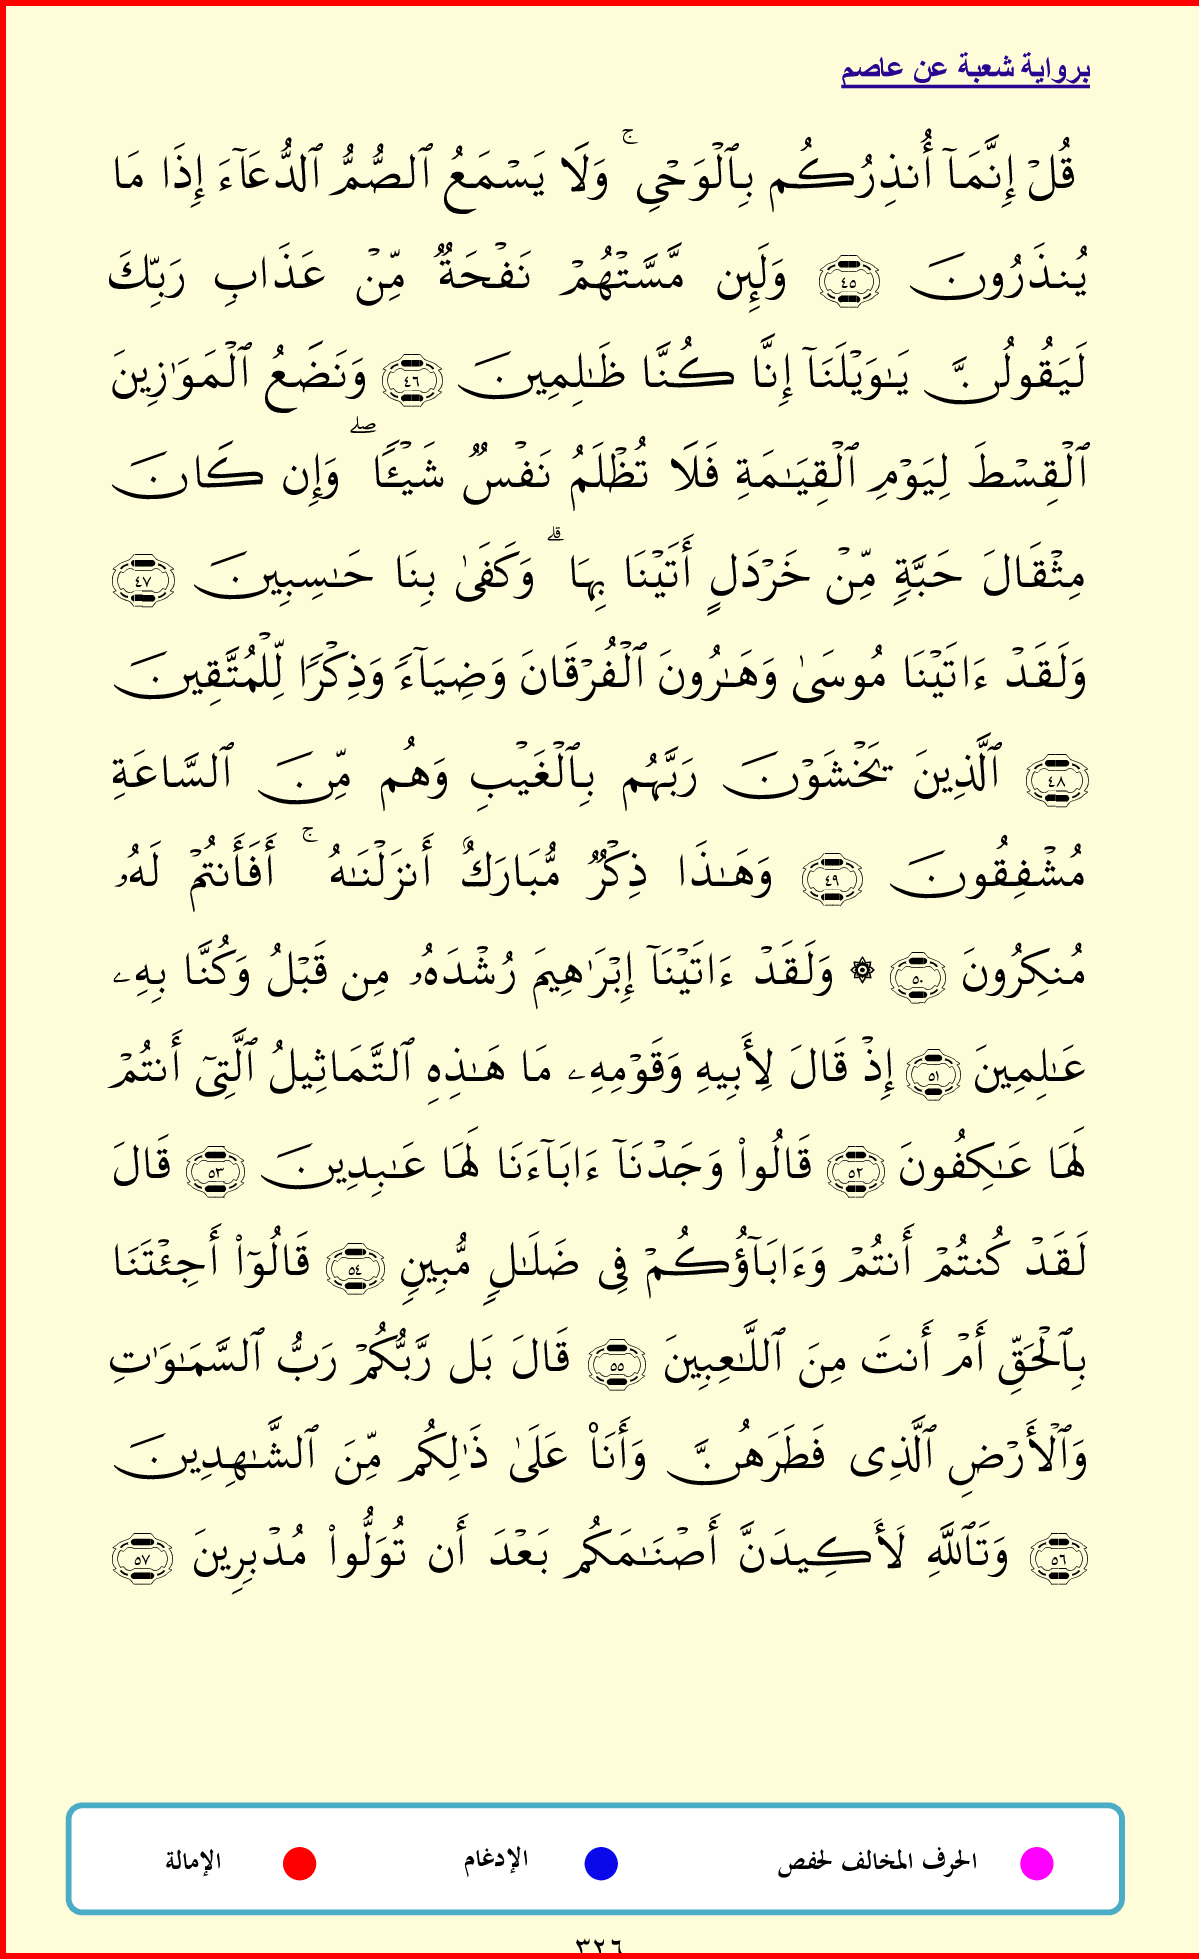 برواية شعبة عن عاصم
قُلۡ إِنَّمَآ أُنذِرُكُم بِٱلۡوَحۡيِۚ وَلَا يَسۡمَعُ ٱلصُّمُّ ٱلدُّعَآءَ إِذَا مَا
يُنذَرُونَ ٤٥ وَلَئِن مَّسَّتۡهُمۡ نَفۡحَةٞ مِّنۡ عَذَابِ رَبِّكَ
لَيَقُولُنَّ يَٰوَيۡلَنَآ إِنَّا كُنَّا ظَٰلِمِينَ ٤٦ وَنَضَعُ ٱلۡمَوَٰزِينَ
ٱلۡقِسۡطَ لِيَوۡمِ ٱلۡقِيَٰمَةِ فَلَا تُظۡلَمُ نَفۡسٞ شَيۡـٔٗاۖ وَإِن كَانَ
مِثۡقَالَ حَبَّةٖ مِّنۡ خَرۡدَلٍ أَتَيۡنَا بِهَاۗ وَكَفَىٰ بِنَا حَٰسِبِينَ ٤٧
وَلَقَدۡ ءَاتَيۡنَا مُوسَىٰ وَهَٰرُونَ ٱلۡفُرۡقَانَ وَضِيَآءٗ وَذِكۡرٗا لِّلۡمُتَّقِينَ
٤٨ ٱلَّذِينَ يَخۡشَوۡنَ رَبَّهُم بِٱلۡغَيۡبِ وَهُم مِّنَ ٱلسَّاعَةِ
مُشۡفِقُونَ ٤٩ وَهَٰذَا ذِكۡرٞ مُّبَارَكٌ أَنزَلۡنَٰهُۚ أَفَأَنتُمۡ لَهُۥ
مُنكِرُونَ ٥٠ ۞ وَلَقَدۡ ءَاتَيۡنَآ إِبۡرَٰهِيمَ رُشۡدَهُۥ مِن قَبۡلُ وَكُنَّا بِهِۦ
عَٰلِمِينَ ٥١ إِذۡ قَالَ لِأَبِيهِ وَقَوۡمِهِۦ مَا هَٰذِهِ ٱلتَّمَاثِيلُ ٱلَّتِيٓ أَنتُمۡ
لَهَا عَٰكِفُونَ ٥٢ قَالُواْ وَجَدۡنَآ ءَابَآءَنَا لَهَا عَٰبِدِينَ ٥٣ قَالَ
لَقَدۡ كُنتُمۡ أَنتُمۡ وَءَابَآؤُكُمۡ فِي ضَلَٰلٖ مُّبِينٖ ٥٤ قَالُوٓاْ أَجِئۡتَنَا
بِٱلۡحَقِّ أَمۡ أَنتَ مِنَ ٱللَّٰعِبِينَ ٥٥ قَالَ بَل رَّبُّكُمۡ رَبُّ ٱلسَّمَٰوَٰتِ
وَٱلۡأَرۡضِ ٱلَّذِي فَطَرَهُنَّ وَأَنَا۠ عَلَىٰ ذَٰلِكُم مِّنَ ٱلشَّٰهِدِينَ
٥٦ وَتَٱللَّهِ لَأَكِيدَنَّ أَصۡنَٰمَكُم بَعۡدَ أَن تُوَلُّواْ مُدۡبِرِينَ ٥٧
الحرف المخالف لحفص الإدغام الإمالة
٣٢٦